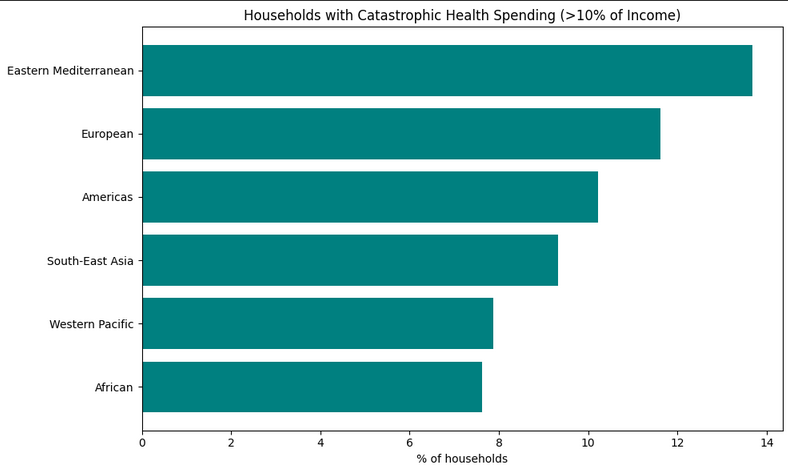 Households with Catastrophic Health Spending (>10% of Income)
Eastern Mediterranean
European
Americas
South-East Asia
Western Pacific
African
0 2 4 6 8 10 12 14
% of households